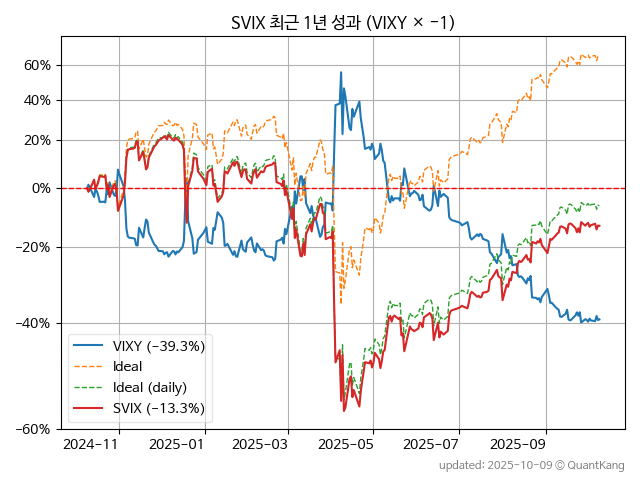 SVIX 최근 1년 성과 (VIXY × −1)
60%
40%
20%
0%
−20%
−40%
−60%
VIXY (−39.3%)
Ideal
Ideal (daily)
SVIX (−13.3%)
2024-11 2025-01 2025-03 2025-05 2025-07 2025-09
updated: 2025-10-09 © QuantKang